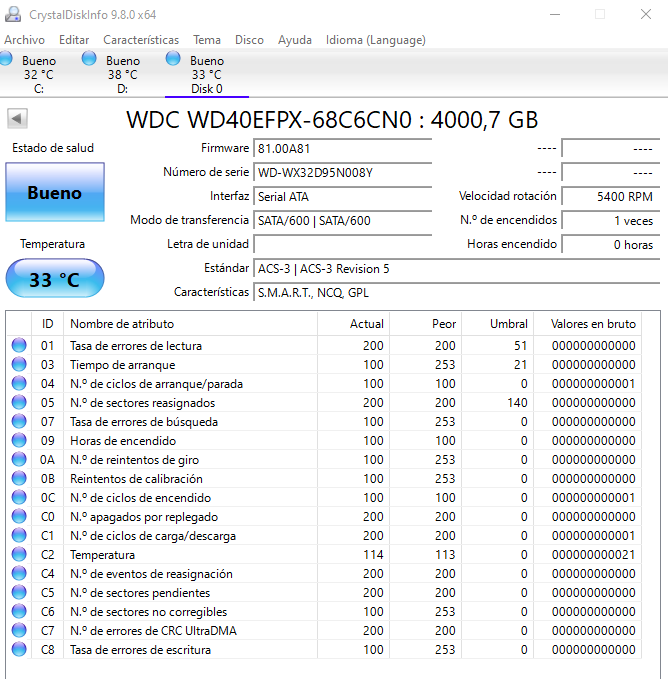 CrystalDiskInfo 9.8.0 x64
Archivo Editar Características Tema Disco Ayuda Idioma (Language)
Bueno Bueno Bueno
32 °C 38 °C 33 °C
C: D: Disk 0
WDC WD40EFPX-68C6CN0 : 4000,7 GB
Estado de salud
Bueno
Temperatura
33 °C
Firmware 81.00A81 ---- ----
Número de serie WD-WX32D95N008Y ---- ----
Interfaz Serial ATA Velocidad rotación 5400 RPM
Modo de transferencia SATA/600 | SATA/600 N.º de encendidos 1 veces
Letra de unidad Horas encendido 0 horas
Estándar ACS-3 | ACS-3 Revision 5
Características S.M.A.R.T., NCQ, GPL
ID Nombre de atributo Actual Peor Umbral Valores en bruto
01 Tasa de errores de lectura 200 200 51 000000000000
03 Tiempo de arranque 100 253 21 000000000000
04 N.º de ciclos de arranque/parada 100 100 0 000000000001
05 N.º de sectores reasignados 200 200 140 000000000000
07 Tasa de errores de búsqueda 100 253 0 000000000000
09 Horas de encendido 100 100 0 000000000000
0A N.º de reintentos de giro 100 253 0 000000000000
0B Reintentos de calibración 100 253 0 000000000000
0C N.º de ciclos de encendido 100 100 0 000000000001
C0 N.º apagados por replegado 200 200 0 000000000000
C1 N.º de ciclos de carga/descarga 200 200 0 000000000001
C2 Temperatura 114 113 0 000000000021
C4 N.º de eventos de reasignación 200 200 0 000000000000
C5 N.º de sectores pendientes 200 200 0 000000000000
C6 N.º de sectores no corregibles 100 253 0 000000000000
C7 N.º de errores de CRC UltraDMA 200 200 0 000000000000
C8 Tasa de errores de escritura 100 253 0 000000000000